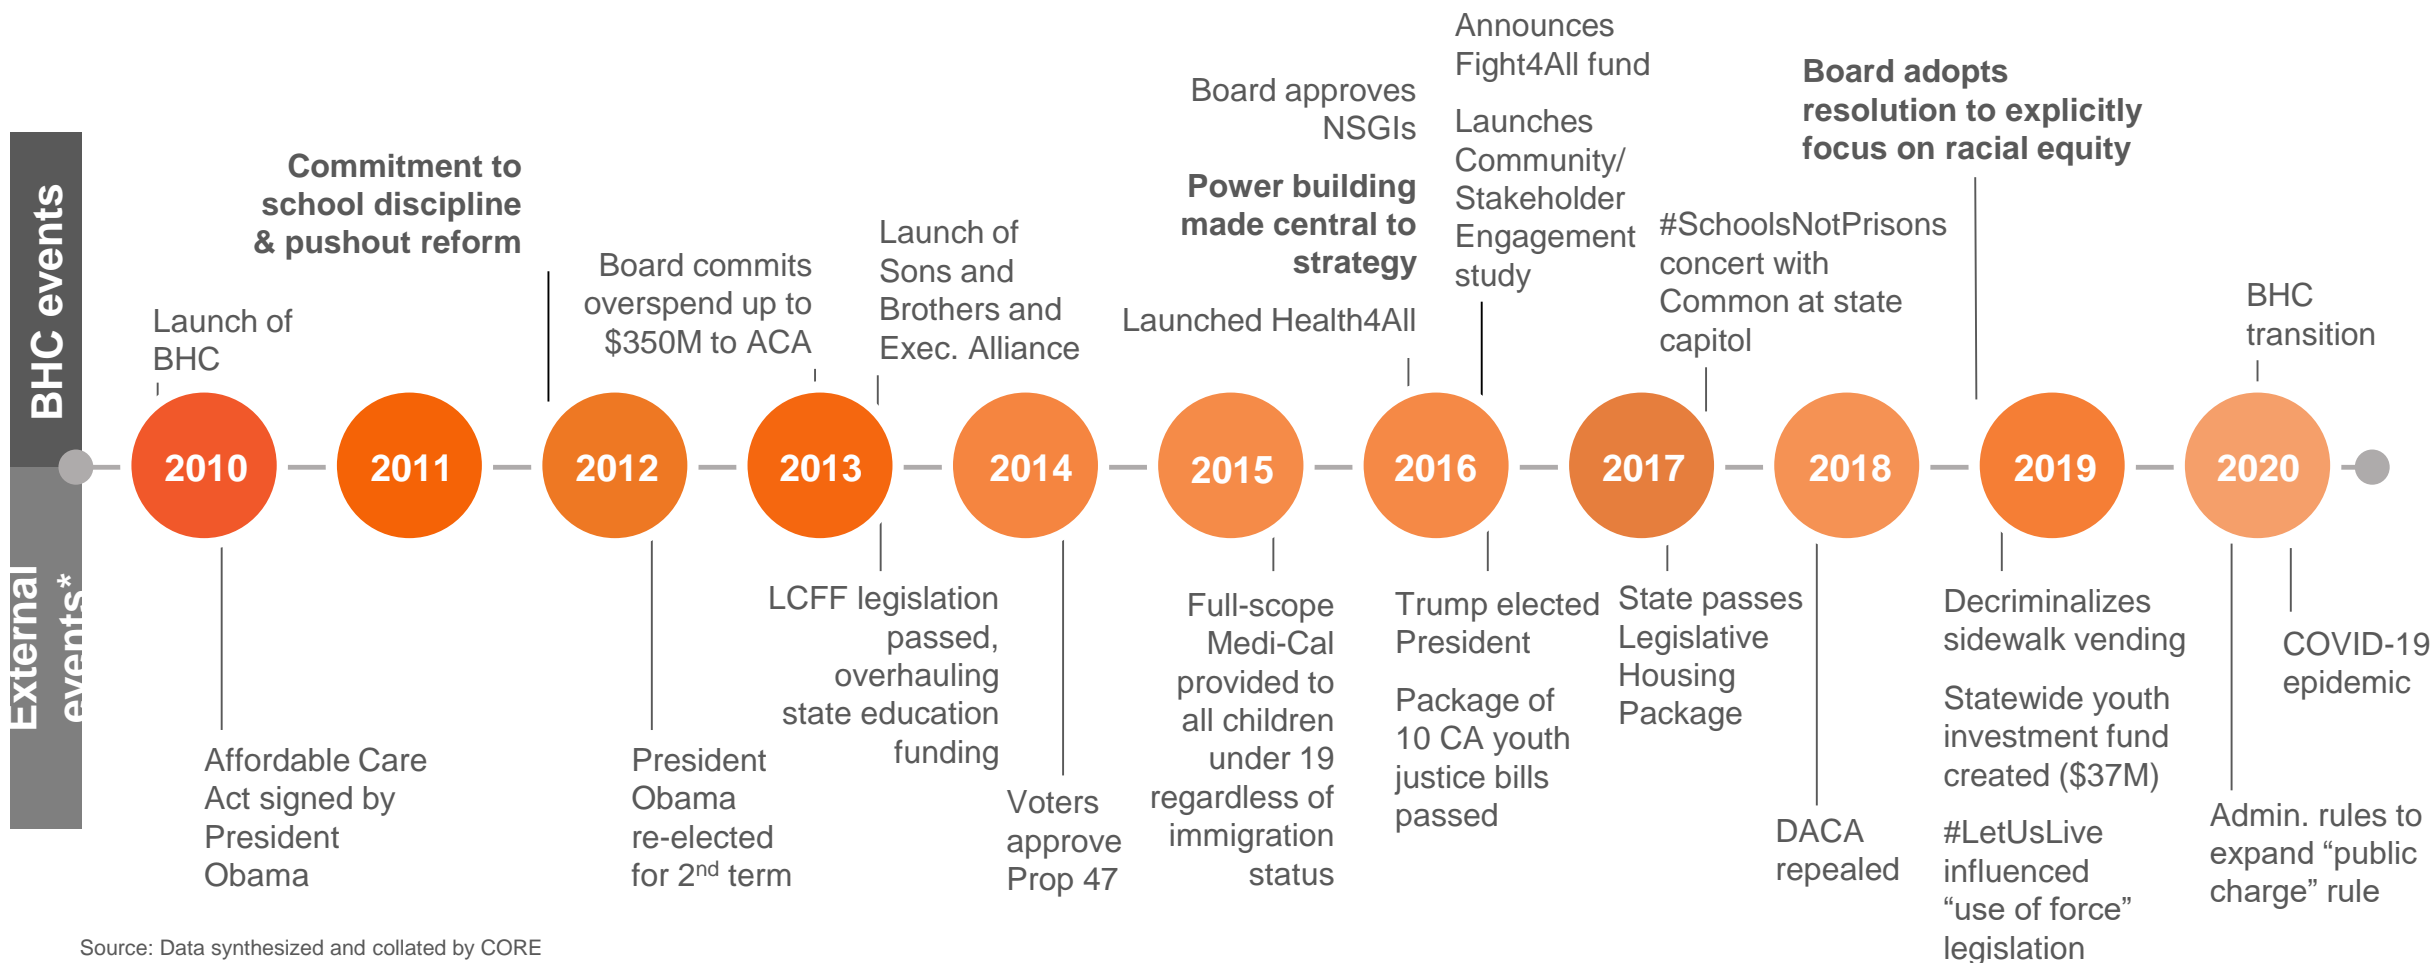 BHC events
Launch of
BHC
Commitment to
school discipline
& pushout reform
Board commits
overspend up to
$350M to ACA
Launch of
Sons and
Brothers and
Exec. Alliance
Board approves
NSGIs
Power building
made central to
strategy
Launched Health4All
Announces
Fight4All fund
Launches
Community/
Stakeholder
Engagement
study
#SchoolsNotPrisons
concert with
Common at state
capitol
Board adopts
resolution to explicitly
focus on racial equity
BHC
transition
2010
2011
2012
2013
2014
2015
2016
2017
2018
2019
2020
External
events*
Affordable Care
Act signed by
President
Obama
President
Obama
re-elected
for 2nd term
LCFF legislation
passed,
overhauling
state education
funding
Voters
approve
Prop 47
Full-scope
Medi-Cal
provided to
all children
under 19
regardless of
immigration
status
Trump elected
President
Package of
10 CA youth
justice bills
passed
State passes
Legislative
Housing
Package
DACA
repealed
Decriminalizes
sidewalk vending
Statewide youth
investment fund
created ($37M)
#LetUsLive
influenced
“use of force”
legislation
Admin. rules to
expand “public
charge” rule
COVID-19
epidemic
Source: Data synthesized and collated by CORE